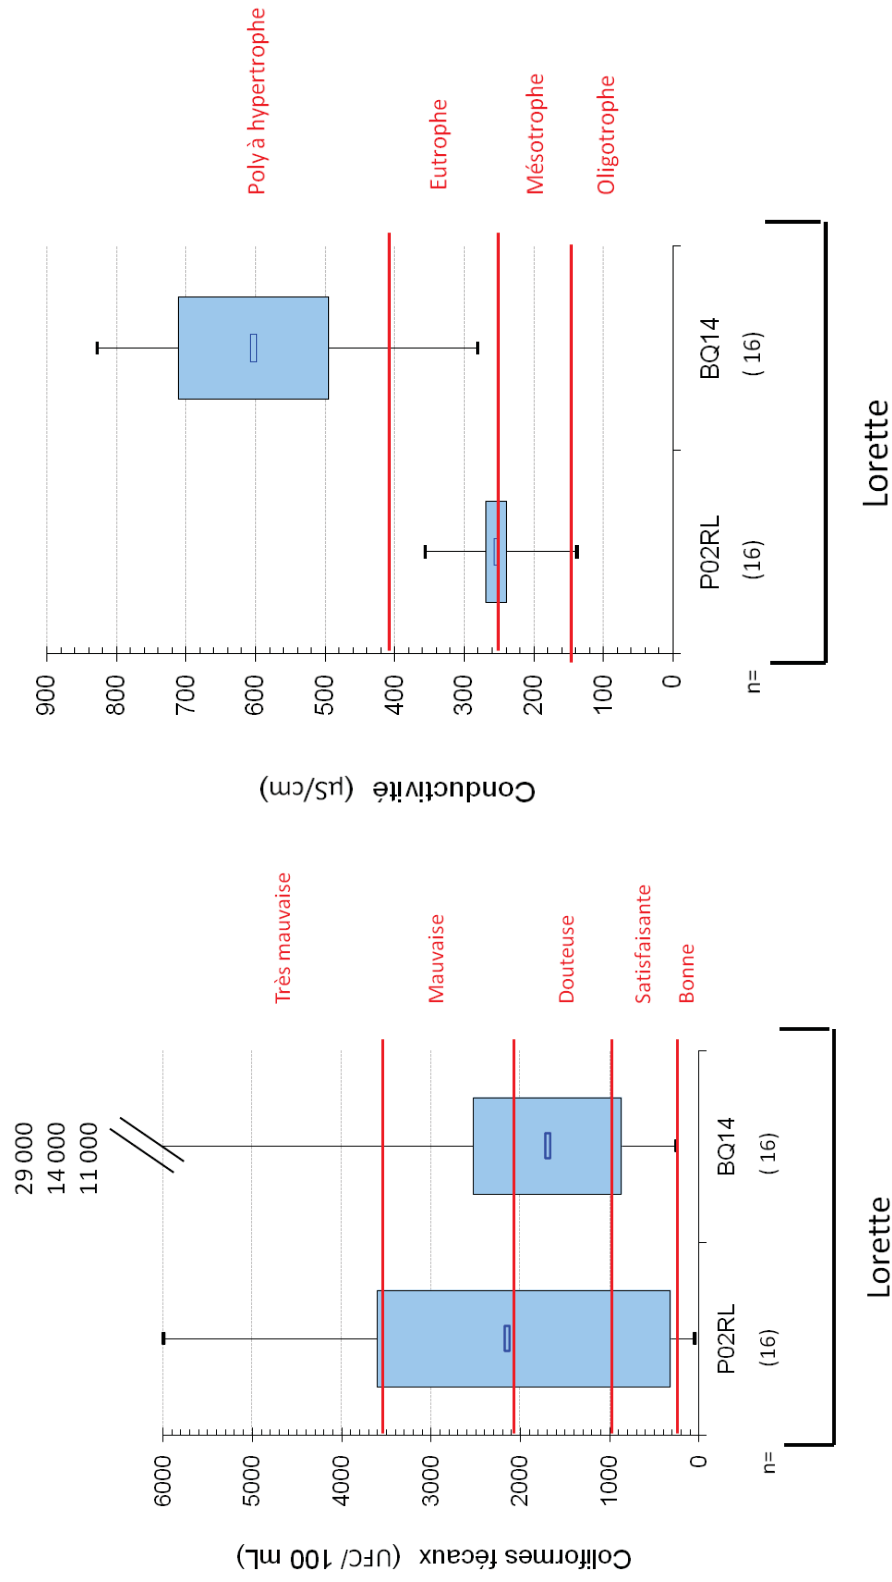 Coliformes fécaux (UFC/ 100 mL)
29 000
14 000
11 000
6000
5000
4000
3000
2000
1000
0
Très mauvaise
Mauvaise
Douteuse
Satisfaisante
Bonne
P02RL
BQ14
n=
(16)
( 16)
Lorette
Conductivité (µS/cm)
900
800
700
600
500
400
300
200
100
0
Poly à hypertrophe
Eutrophe
Mésotrophe
Oligotrophe
P02RL
BQ14
n=
(16)
( 16)
Lorette